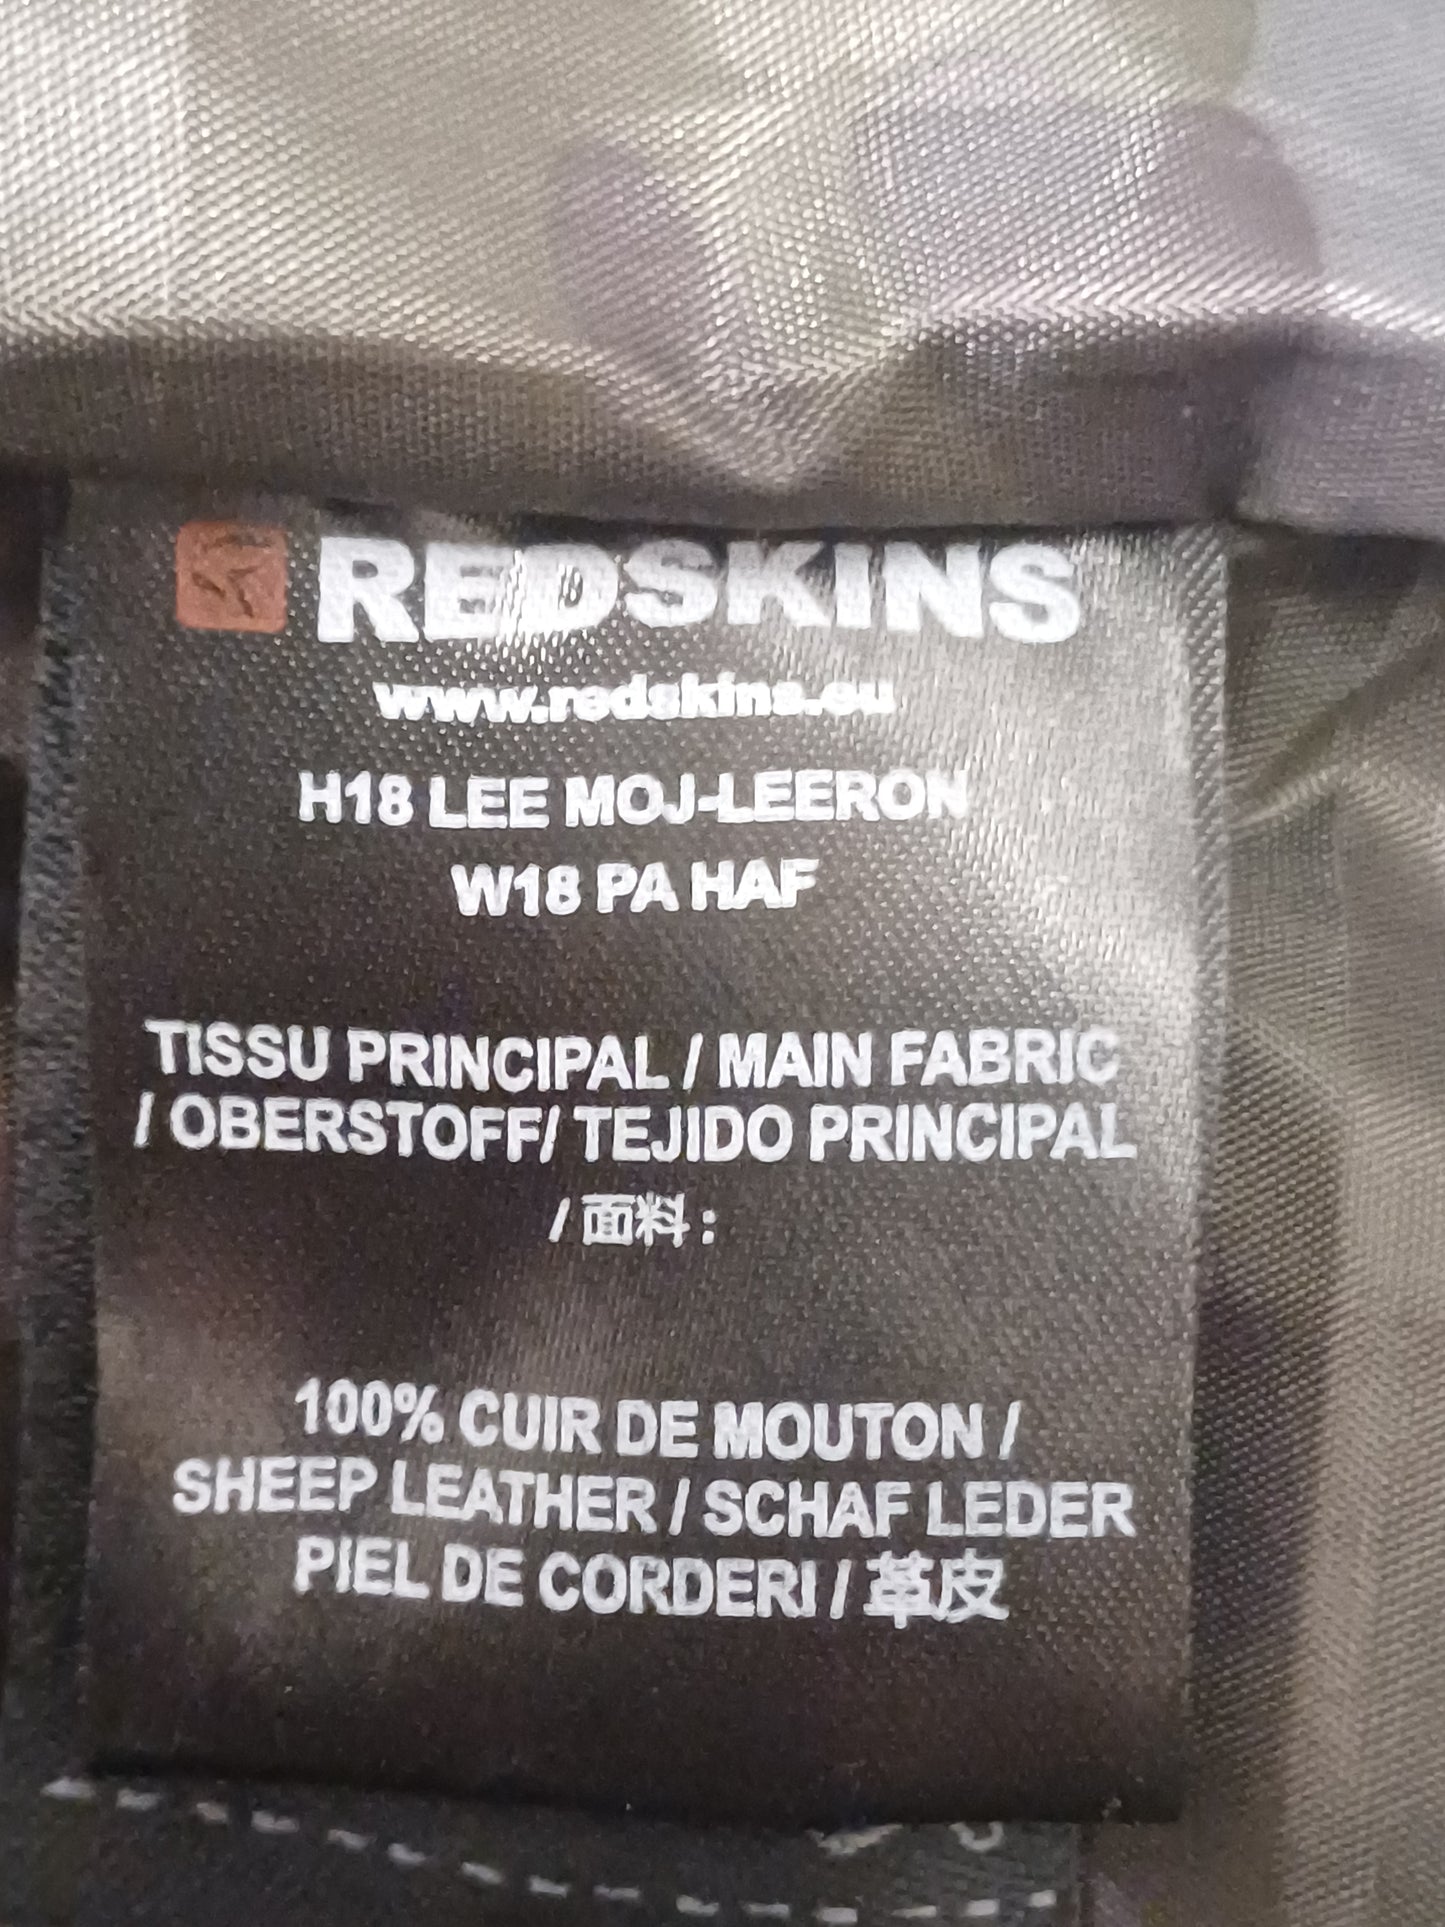 REDSKINS
www.redskins.eu
H18 LEE MOJ-LEERON
W18 PA HAF
TISSU PRINCIPAL / MAIN FABRIC
/ OBERSTOFF/ TEJIDO PRINCIPAL
/ 面料 :
100% CUIR DE MOUTON /
SHEEP LEATHER / SCHAF LEDER
PIEL DE CORDERI / 革皮